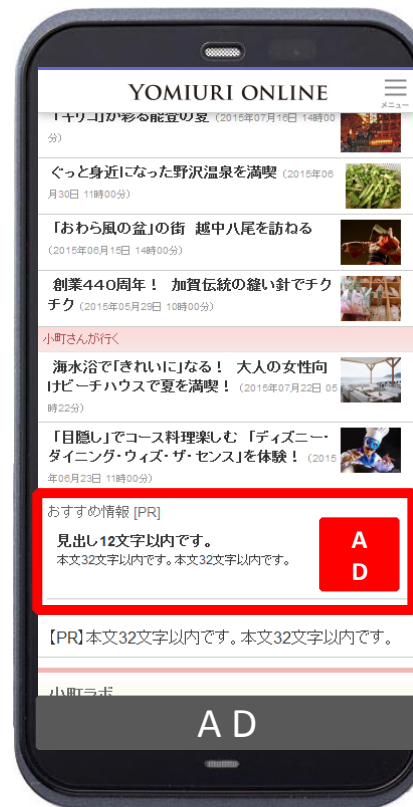 YOMIURI ONLINE
メニュー
「キリコ」が彩る能登の夏（2015年07月16日 14時00
分）
ぐっと身近になった野沢温泉を満喫（2015年06
月30日 11時00分）
「おわら風の盆」の街 越中八尾を訪ねる
（2015年06月15日 14時00分）
創業440周年！ 加賀伝統の縫い針でチク
チク（2015年05月29日 10時00分）
小町さんが行く
海水浴で「きれいに」なる！ 大人の女性向
けビーチハウスで夏を満喫！（2015年07月22日 05
時22分）
「目隠し」でコース料理楽しむ 「ディズニー・
ダイニング・ウィズ・ザ・センス」を体験！（2015
年06月23日 11時00分）
おすすめ情報 [PR]
見出し12文字以内です。
本文32文字以内です。本文32文字以内です。
A
D
【PR】本文32文字以内です。本文32文字以内です。
小町ラボ
A D